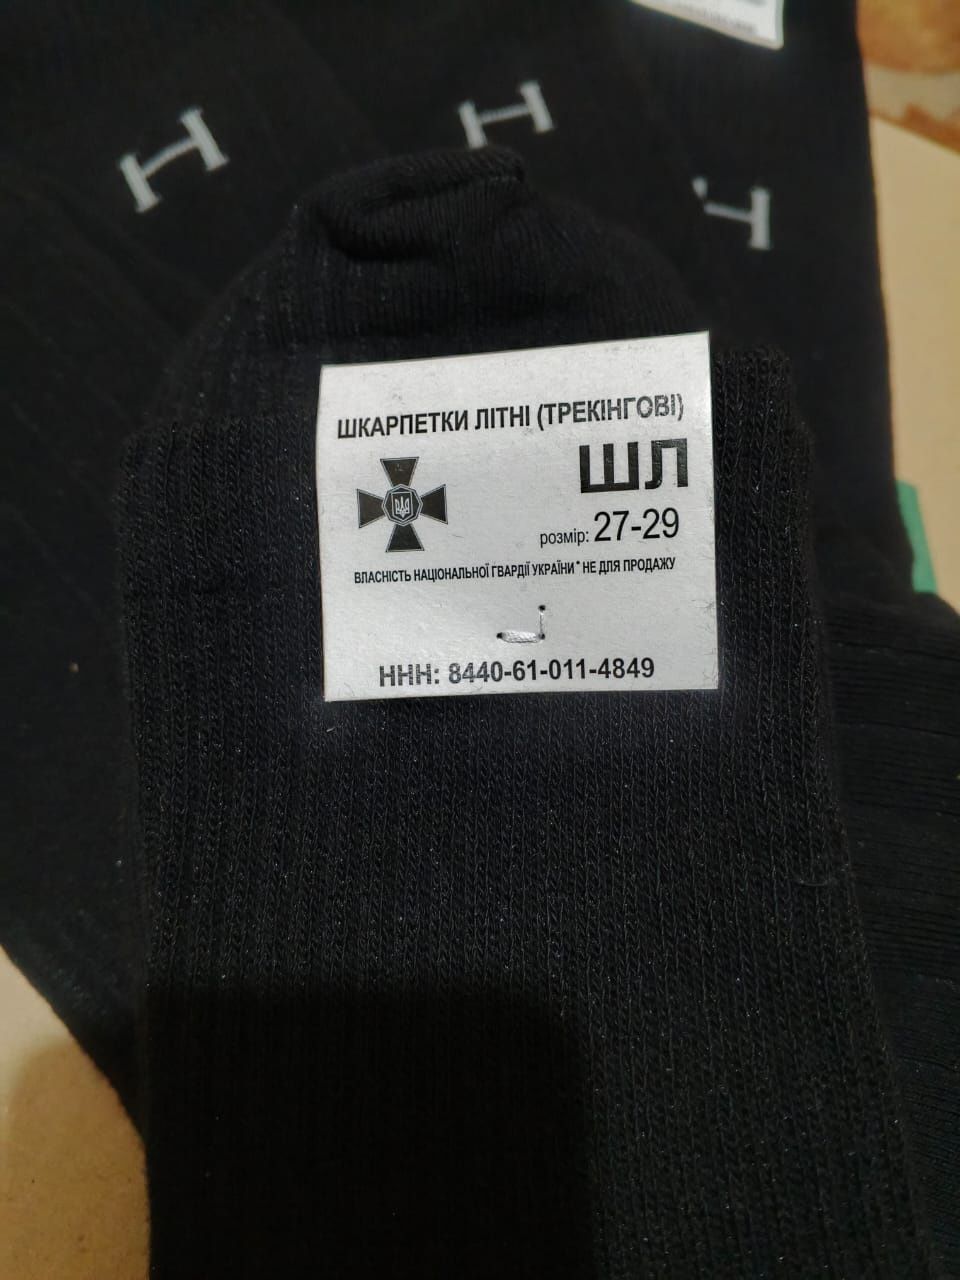 Н
Н
ШКАРПЕТКИ ЛІТНІ (ТРЕКІНГОВІ)
ШЛ
розмір: 27-29
ВЛАСНІСТЬ НАЦІОНАЛЬНОЇ ГВАРДІЇ УКРАЇНИ * НЕ ДЛЯ ПРОДАЖУ
ННН: 8440-61-011-4849